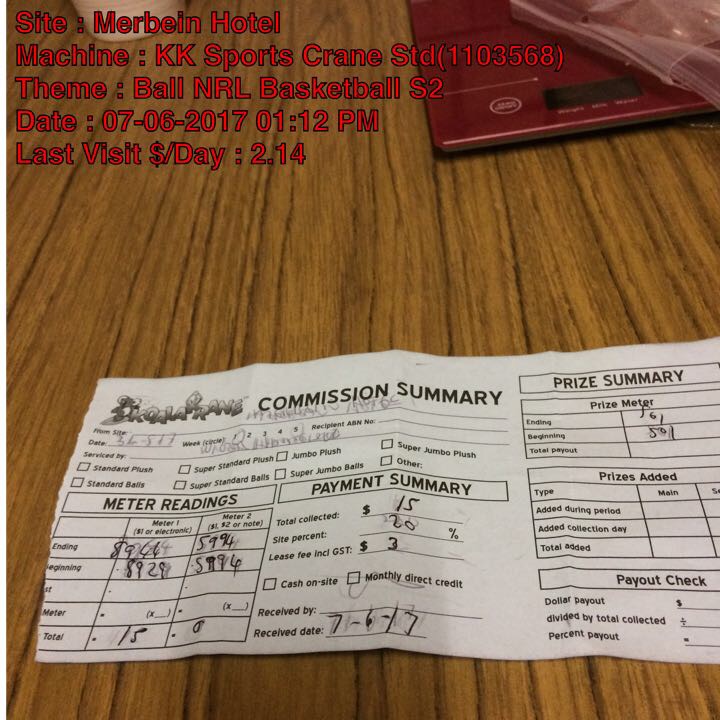 Site : Merbein Hotel
Machine : KK Sports Crane Std(1103568)
Theme : Ball NRL Basketball S2
Date : 07-06-2017 01:12 PM
Last Visit $/Day : 2.14
KOALA CRANE COMMISSION SUMMARY
From Site:
Recipient ABN No:
Date:
Week (circle) 1 2 3 4 5
Serviced by:
Standard Plush
Super Standard Plush
Jumbo Plush
Super Jumbo Plush
Standard Balls
Super Standard Balls
Super Jumbo Balls
Other:
METER READINGS
Meter 1 ($1 or electronic)
Meter 2 ($1, $2 or note)
Ending 5994
Beginning 8929 5994
Meter (x__) (x__)
Total = 15 = 0
PAYMENT SUMMARY
Total collected: $ 15
Site percent: 20 %
Lease fee incl GST: $ 3
Cash on-site
Monthly direct credit
Received by:
Received date: 7-6-17
PRIZE SUMMARY
Prize Meter
Ending
Beginning
Total payout
Prizes Added
Type Main
Added during period
Added collection day
Total added
Payout Check
Dollar payout $
divided by total collected ÷
Percent payout =